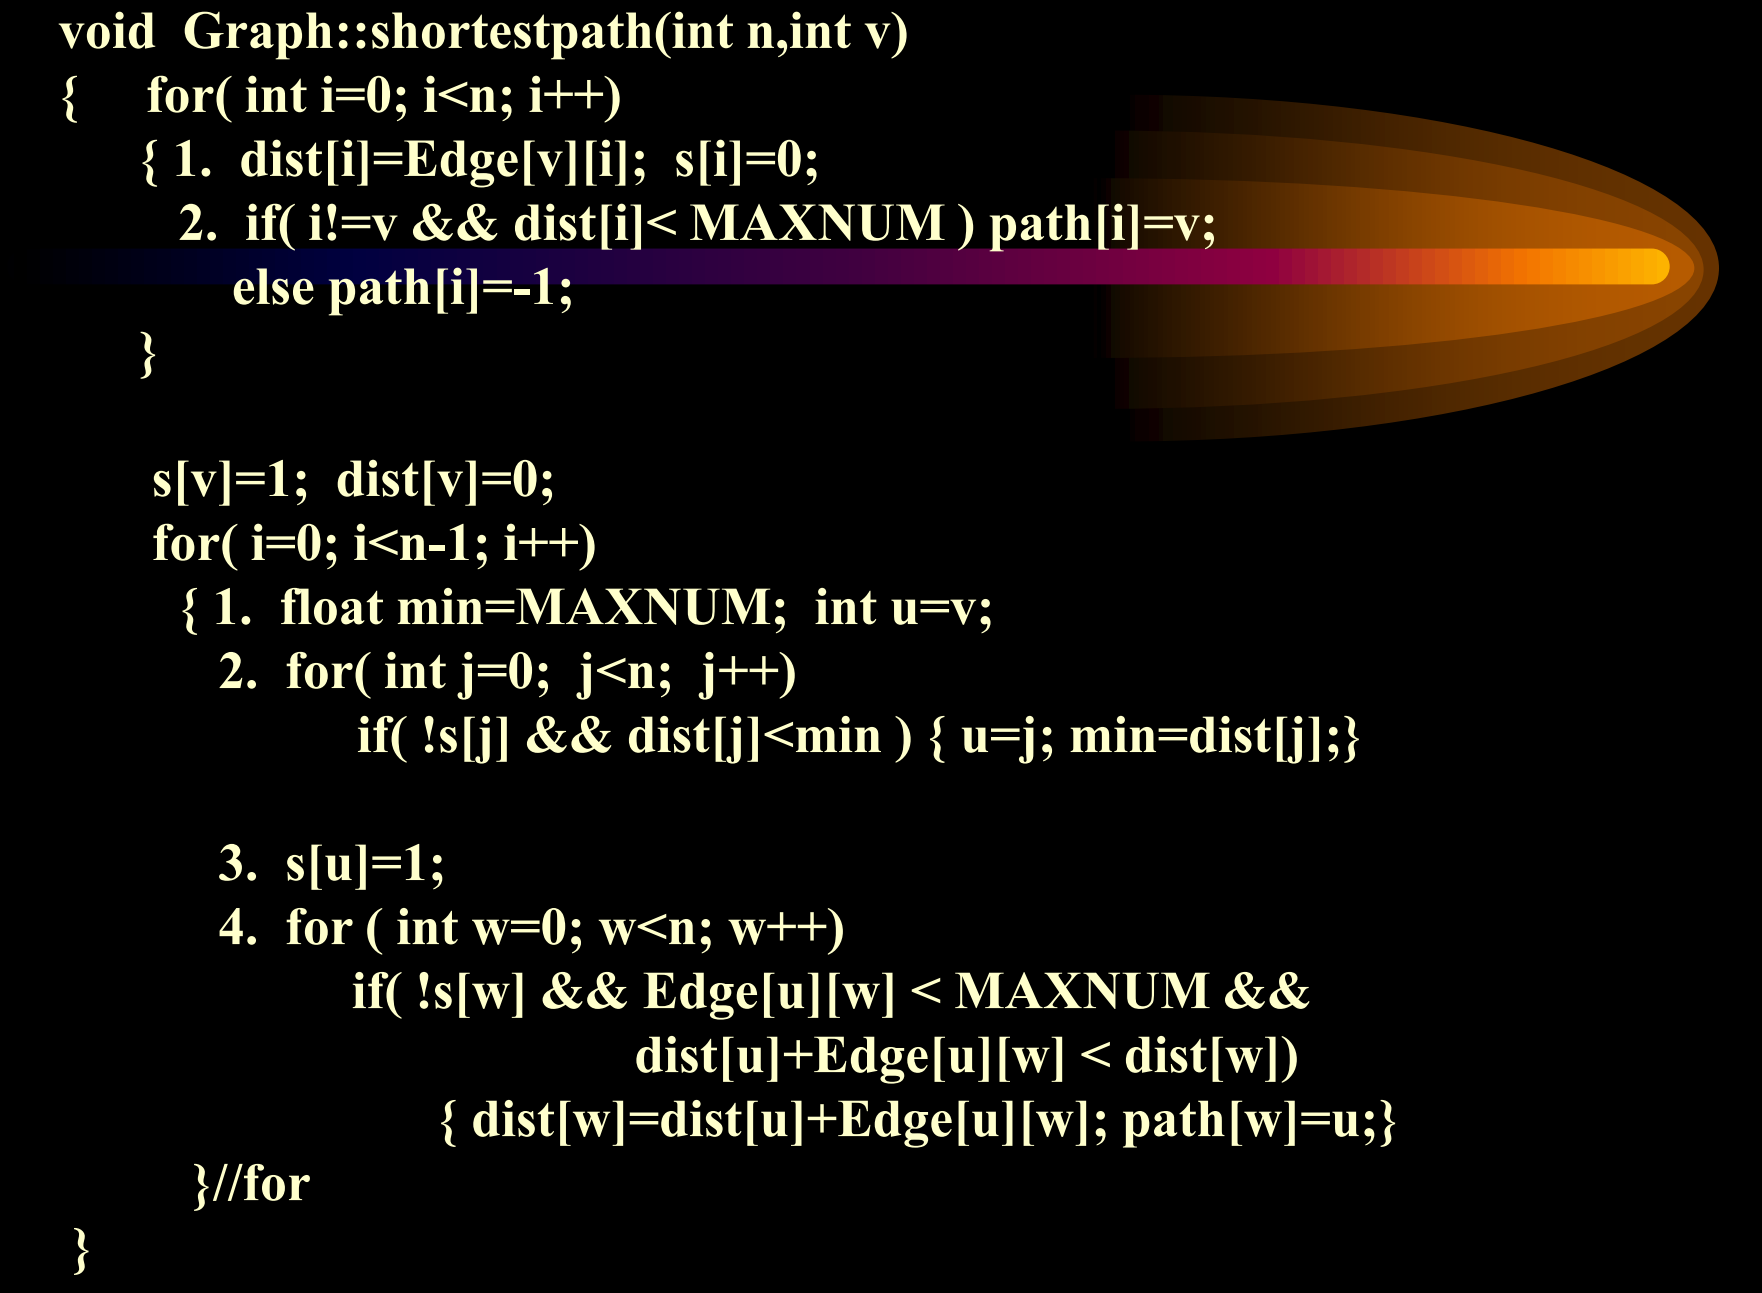 void Graph::shortestpath(int n,int v)
{ for( int i=0; i<n; i++)
{ 1. dist[i]=Edge[v][i]; s[i]=0;
2. if( i!=v && dist[i]< MAXNUM ) path[i]=v;
else path[i]=-1;
}
s[v]=1; dist[v]=0;
for( i=0; i<n-1; i++)
{ 1. float min=MAXNUM; int u=v;
2. for( int j=0; j<n; j++)
if( !s[j] && dist[j]<min ) { u=j; min=dist[j];}
3. s[u]=1;
4. for ( int w=0; w<n; w++)
if( !s[w] && Edge[u][w] < MAXNUM &&
dist[u]+Edge[u][w] < dist[w])
{ dist[w]=dist[u]+Edge[u][w]; path[w]=u;}
}//for
}